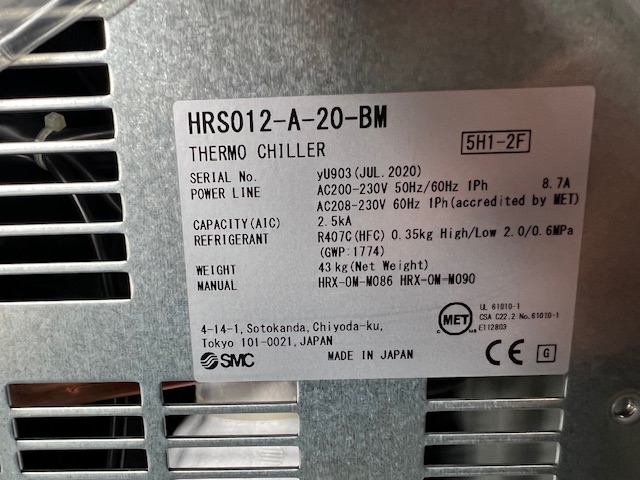 HRS012-A-20-BM
THERMO CHILLER
5H1-2F
SERIAL No. yU903(JUL.2020)
POWER LINE AC200-230V 50Hz/60Hz 1Ph 8.7A
AC208-230V 60Hz 1Ph(accredited by MET)
CAPACITY(AIC) 2.5kA
REFRIGERANT R407C(HFC) 0.35kg High/Low 2.0/0.6MPa
(GWP:1774)
WEIGHT 43kg(Net Weight)
MANUAL HRX-OM-M086 HRX-OM-M090
4-14-1, Sotokanda, Chiyoda-ku,
Tokyo 101-0021, JAPAN
SMC MADE IN JAPAN
MET
C US
UL 61010-1
CSA C22.2 No.61010-1
E112803
CE G